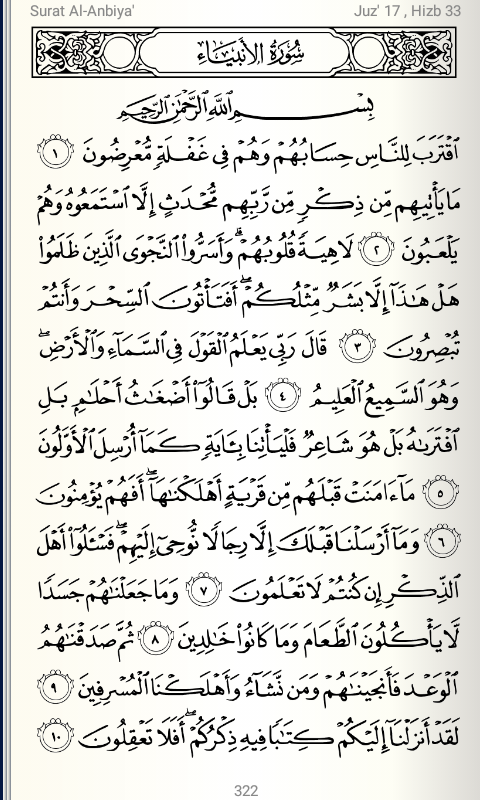 Surat Al-Anbiya' Juz' 17 , Hizb 33
سُورَةُ الأَنبِيَاءِ
بِسْمِ ٱللَّهِ ٱلرَّحْمَٰنِ ٱلرَّحِيمِ
ٱقْتَرَبَ لِلنَّاسِ حِسَابُهُمْ وَهُمْ فِى غَفْلَةٍ مُّعْرِضُونَ ١
مَا يَأْتِيهِم مِّن ذِكْرٍ مِّن رَّبِّهِم مُّحْدَثٍ إِلَّا ٱسْتَمَعُوهُ وَهُمْ
يَلْعَبُونَ ٢ لَاهِيَةً قُلُوبُهُمْ ۗ وَأَسَرُّوا۟ ٱلنَّجْوَى ٱلَّذِينَ ظَلَمُوا۟
هَلْ هَٰذَآ إِلَّا بَشَرٌ مِّثْلُكُمْ ۖ أَفَتَأْتُونَ ٱلسِّحْرَ وَأَنتُمْ
تُبْصِرُونَ ٣ قَالَ رَبِّى يَعْلَمُ ٱلْقَوْلَ فِى ٱلسَّمَآءِ وَٱلْأَرْضِ ۖ
وَهُوَ ٱلسَّمِيعُ ٱلْعَلِيمُ ٤ بَلْ قَالُوٓا۟ أَضْغَٰثُ أَحْلَٰمٍۭ بَلِ
ٱفْتَرَىٰهُ بَلْ هُوَ شَاعِرٌ فَلْيَأْتِنَا بِـَٔايَةٍ كَمَآ أُرْسِلَ ٱلْأَوَّلُونَ
٥ مَآ ءَامَنَتْ قَبْلَهُم مِّن قَرْيَةٍ أَهْلَكْنَٰهَآ ۖ أَفَهُمْ يُؤْمِنُونَ
٦ وَمَآ أَرْسَلْنَا قَبْلَكَ إِلَّا رِجَالًا نُّوحِىٓ إِلَيْهِمْ ۖ فَسْـَٔلُوٓا۟ أَهْلَ
ٱلذِّكْرِ إِن كُنتُمْ لَا تَعْلَمُونَ ٧ وَمَا جَعَلْنَٰهُمْ جَسَدًا
لَّا يَأْكُلُونَ ٱلطَّعَامَ وَمَا كَانُوا۟ خَٰلِدِينَ ٨ ثُمَّ صَدَقْنَٰهُمُ
ٱلْوَعْدَ فَأَنجَيْنَٰهُمْ وَمَن نَّشَآءُ وَأَهْلَكْنَا ٱلْمُسْرِفِينَ ٩
لَقَدْ أَنزَلْنَآ إِلَيْكُمْ كِتَٰبًا فِيهِ ذِكْرُكُمْ ۖ أَفَلَا تَعْقِلُونَ ١٠
322